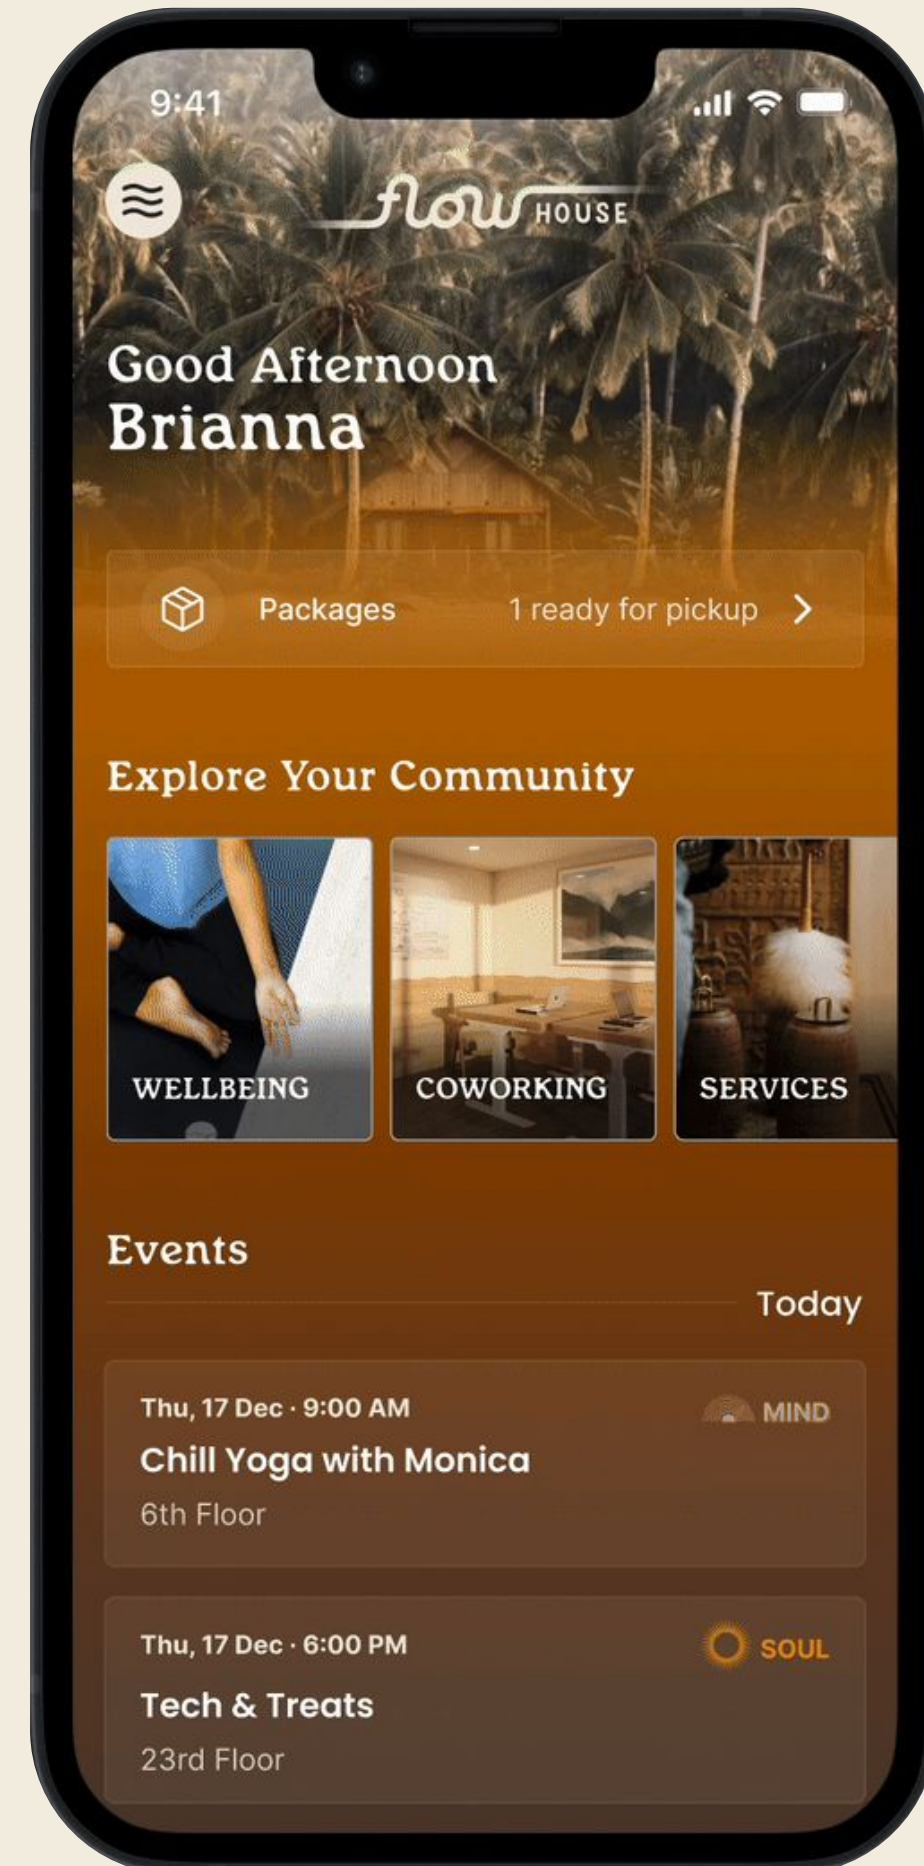 9:41
flow HOUSE
Good Afternoon
Brianna
Packages 1 ready for pickup
Explore Your Community
WELLBEING COWORKING SERVICES
Events
Today
Thu, 17 Dec · 9:00 AM MIND
Chill Yoga with Monica
6th Floor
Thu, 17 Dec · 6:00 PM SOUL
Tech & Treats
23rd Floor